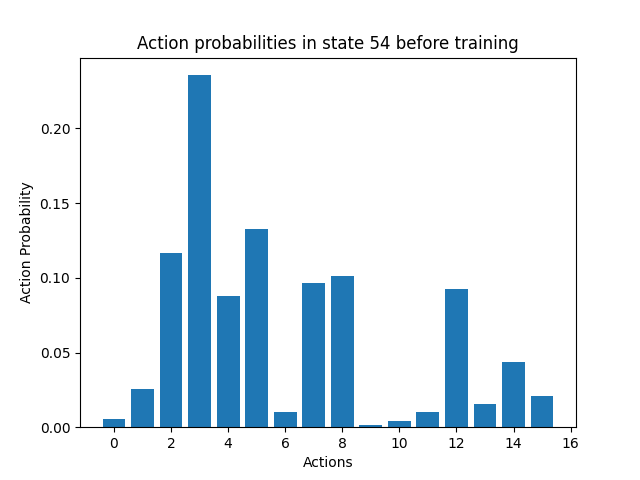 Action probabilities in state 54 before training
Action Probability
0.20
0.15
0.10
0.05
0.00
0 2 4 6 8 10 12 14 16
Actions